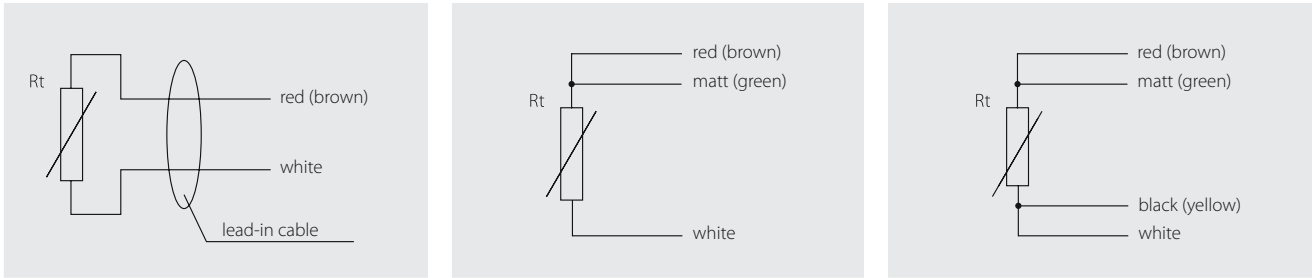 Rt
red (brown)
white
lead-in cable
red (brown)
matt (green)
Rt
white
red (brown)
matt (green)
Rt
black (yellow)
white